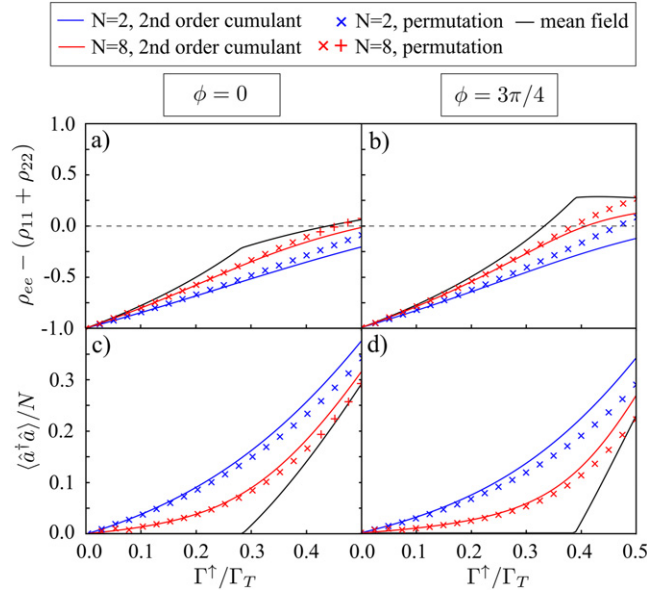 N=2, 2nd order cumulant × N=2, permutation — mean field
N=8, 2nd order cumulant × + N=8, permutation
ϕ = 0 ϕ = 3π/4
a) b)
1.0
0.5
0.0
-0.5
-1.0
ρee − (ρ11 + ρ22)
c) d)
0.3
0.2
0.1
0.0
⟨â†â⟩/N
0.0 0.1 0.2 0.3 0.4 0.0 0.1 0.2 0.3 0.4 0.5
Γ↑/ΓT Γ↑/ΓT